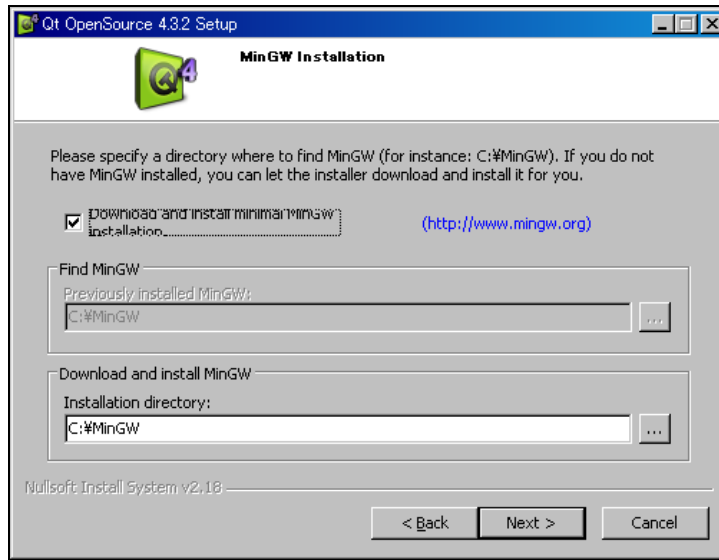 Qt OpenSource 4.3.2 Setup
MinGW Installation
4
Please specify a directory where to find MinGW (for instance: C:¥MinGW). If you do not
have MinGW installed, you can let the installer download and install it for you.
Download and install minimal MinGW
installation.
(http://www.mingw.org)
Find MinGW
Previously installed MinGW:
C:¥MinGW
...
Download and install MinGW
Installation directory:
C:¥MinGW
...
Nullsoft Install System v2.18
< Back
Next >
Cancel